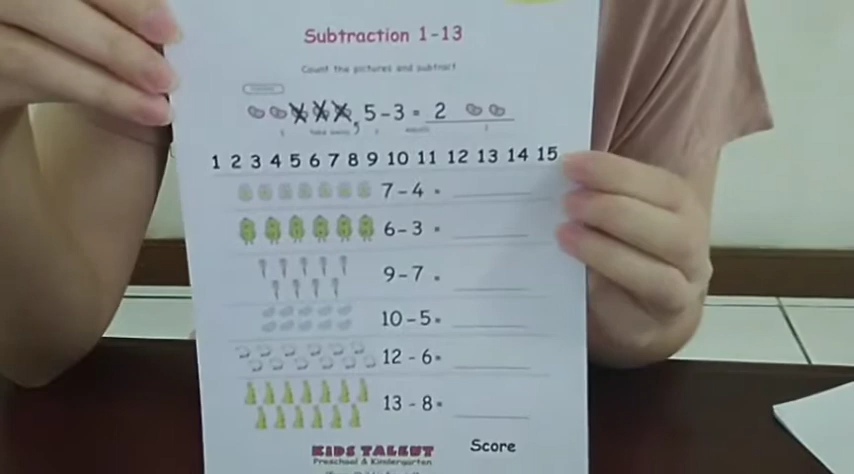 Subtraction 1-13
Count the pictures and subtract
5-3= 2
1 2 3 4 5 6 7 8 9 10 11 12 13 14 15
7-4 =
6-3 =
9-7 =
10-5=
12 - 6=
13 - 8=
KIDS TALENT Score
Preschool & Kindergarten